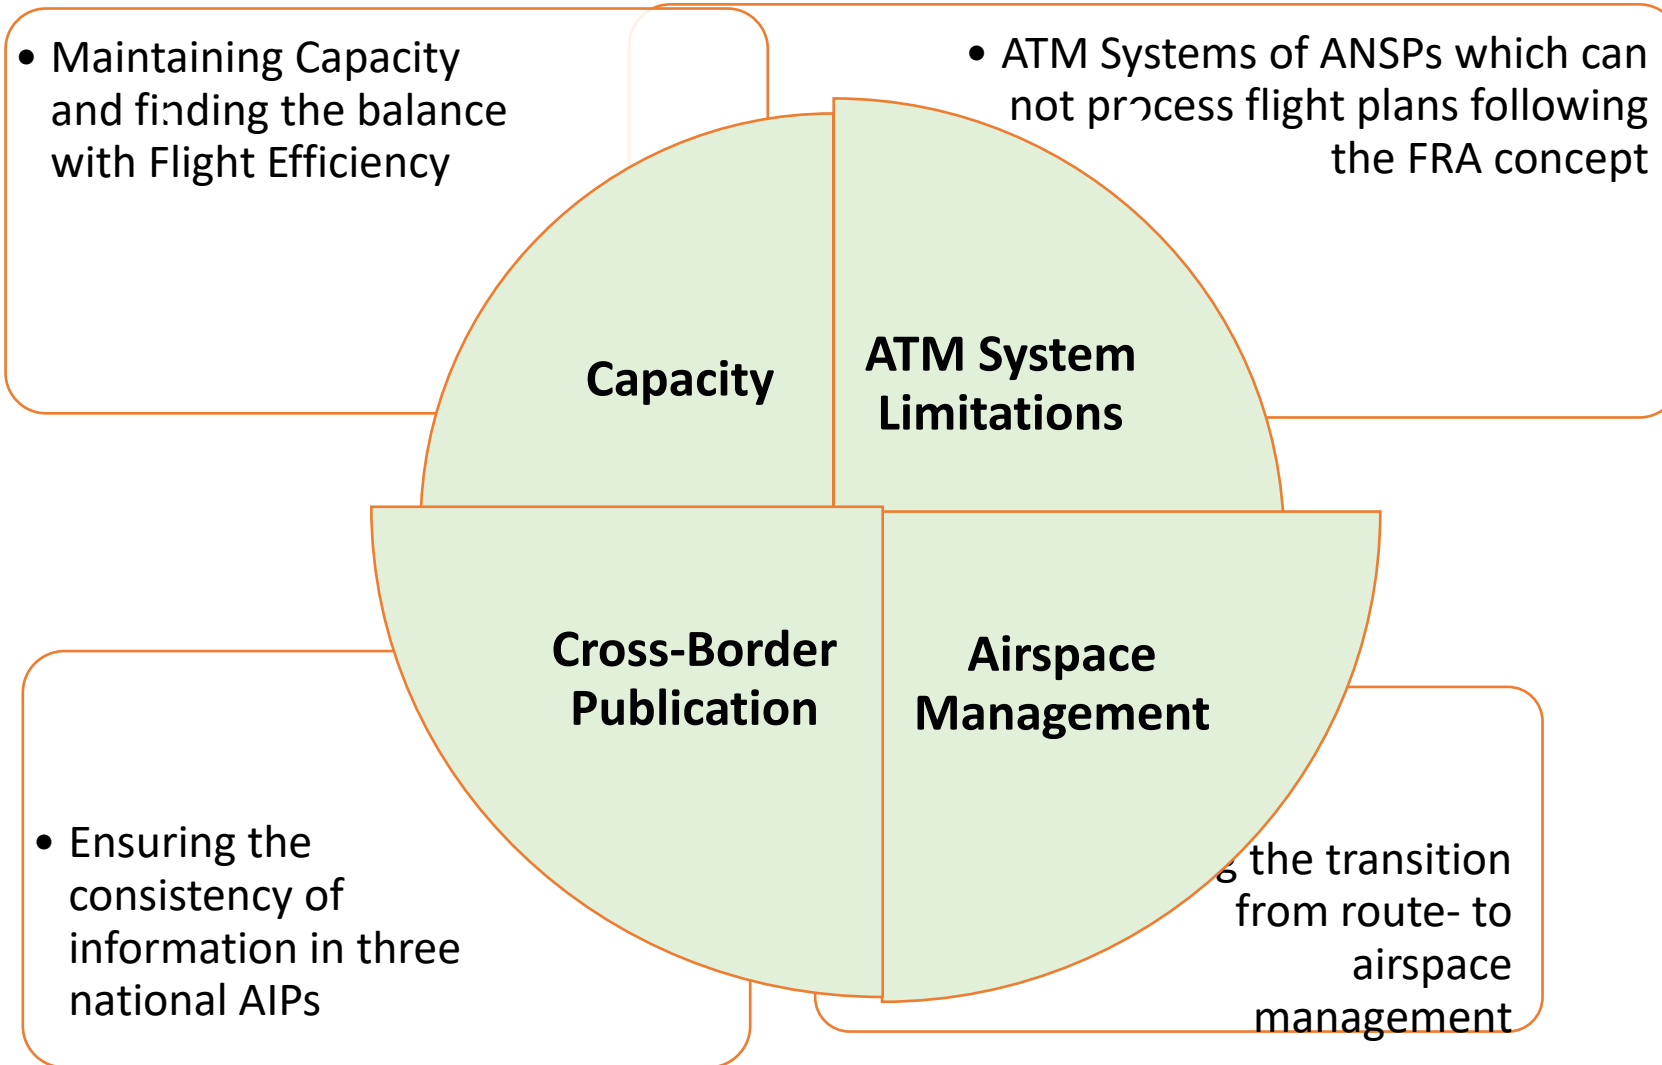 • Maintaining Capacity
and finding the balance
with Flight Efficiency
• ATM Systems of ANSPs which can
not process flight plans following
the FRA concept
Capacity
ATM System
Limitations
Cross-Border
Publication
Airspace
Management
• Ensuring the
consistency of
information in three
national AIPs
the transition
from route- to
airspace
management